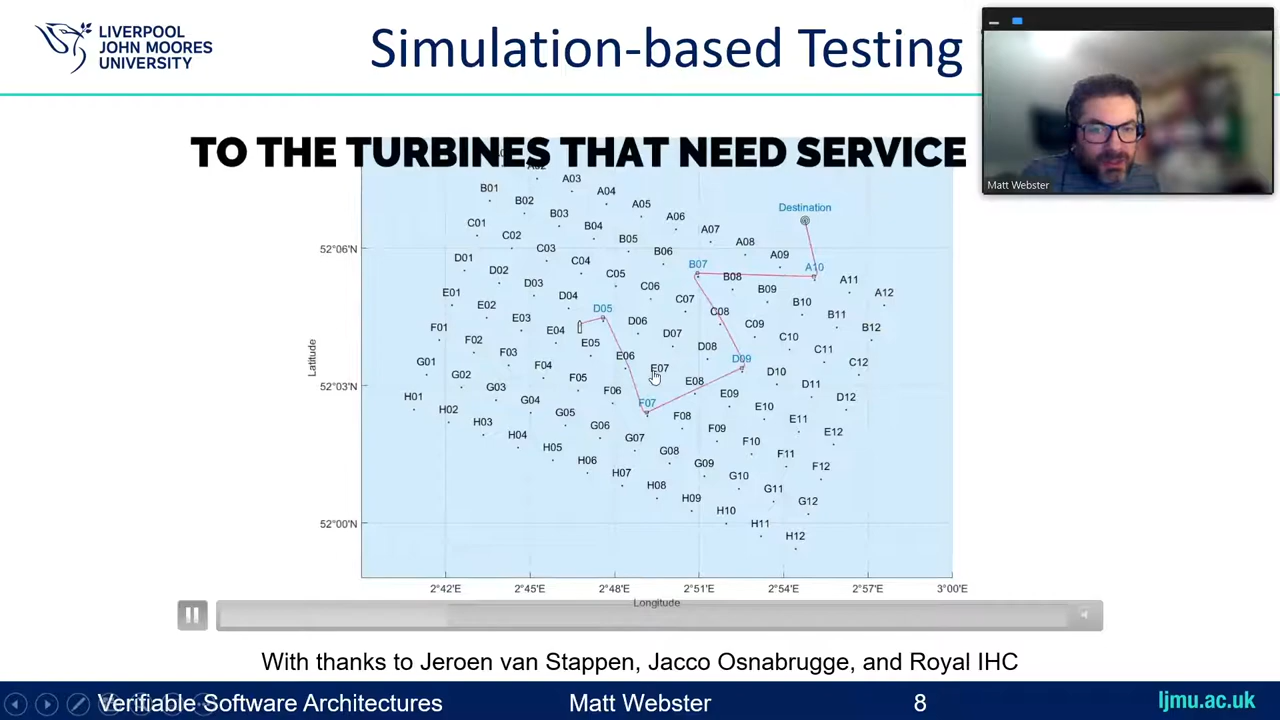 LIVERPOOL
JOHN MOORES
UNIVERSITY
Simulation-based Testing
Matt Webster
TO THE TURBINES THAT NEED SERVICE
A02
A03
B01
A04
B02
A05
Destination
B03
A06
C01
B04
A07
C02
B05
A08
52°06'N
C03
B06
A09
D01
C04
B07
A10
D02
C05
B08
A11
D03
C06
B09
A12
E01
D04
C07
B10
E02
D05
C08
B11
E03
D06
C09
B12
F01
E04
D07
C10
F02
E05
D08
C11
F03
E06
D09
C12
G01
F04
E07
D10
G02
F05
E08
D11
52°03'N
G03
F06
E09
D12
H01
G04
F07
E10
H02
G05
F08
E11
H03
G06
F09
E12
H04
G07
F10
H05
G08
F11
H06
G09
F12
H07
G10
H08
G11
H09
G12
H10
52°00'N
H11
H12
Latitude
2°42'E 2°45'E 2°48'E 2°51'E 2°54'E 2°57'E 3°00'E
Longitude
With thanks to Jeroen van Stappen, Jacco Osnabrugge, and Royal IHC
Verifiable Software Architectures Matt Webster 8 ljmu.ac.uk